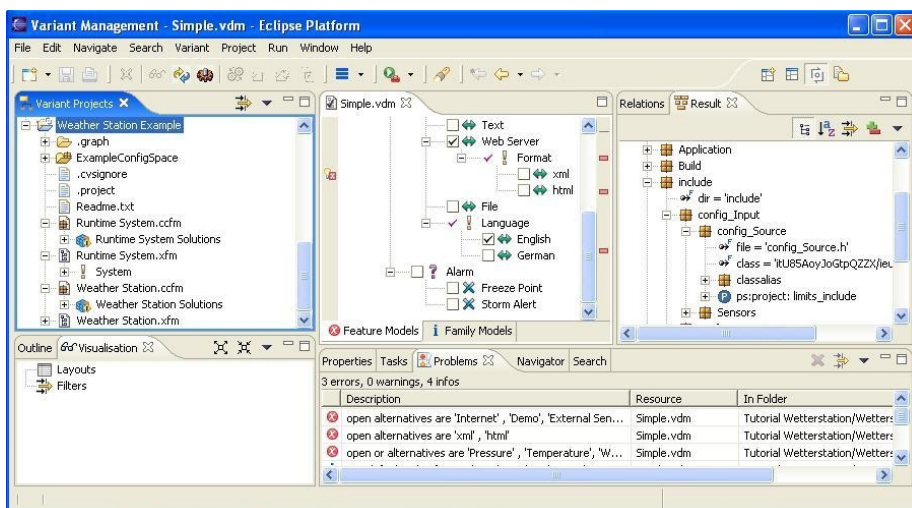 Variant Management - Simple.vdm - Eclipse Platform
File Edit Navigate Search Variant Project Run Window Help
Variant Projects
Weather Station Example
.graph
ExampleConfigSpace
.cvsignore
.project
Readme.txt
Runtime System.ccfm
Runtime System Solutions
Runtime System.xfm
System
Weather Station.ccfm
Weather Station Solutions
Weather Station.xfm
Simple.vdm
Text
Web Server
Format
xml
html
File
Language
English
German
Alarm
Freeze Point
Storm Alert
Feature Models Family Models
Relations Result
Application
Build
include
dir = 'include'
config_Input
config_Source
file = 'config_Source.h'
class = 'itU85AoyJoGtpQZZX/ieu
classalias
ps:project: limits_include
Sensors
Outline Visualisation
Layouts
Filters
Properties Tasks Problems Navigator Search
3 errors, 0 warnings, 4 infos
Description Resource In Folder
open alternatives are 'Internet' , 'Demo', 'External Sen... Simple.vdm Tutorial Wetterstation/Wetters
open alternatives are 'xml' , 'html' Simple.vdm Tutorial Wetterstation/Wetters
open or alternatives are 'Pressure' , 'Temperature', 'W... Simple.vdm Tutorial Wetterstation/Wetters